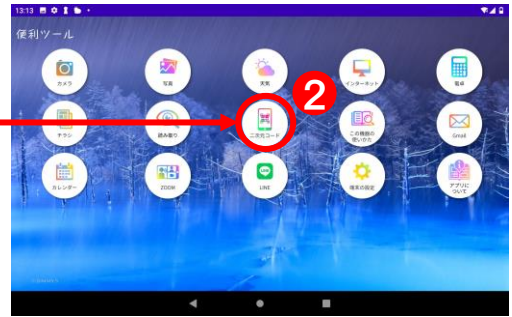 13:13
便利ツール
2
カメラ
写真
天気
インターネット
電卓
チラシ
読み取り
二次元コード
この機器の
使いかた
Gmail
カレンダー
ZOOM
LINE
LINE
端末の設定
アプリに
ついて